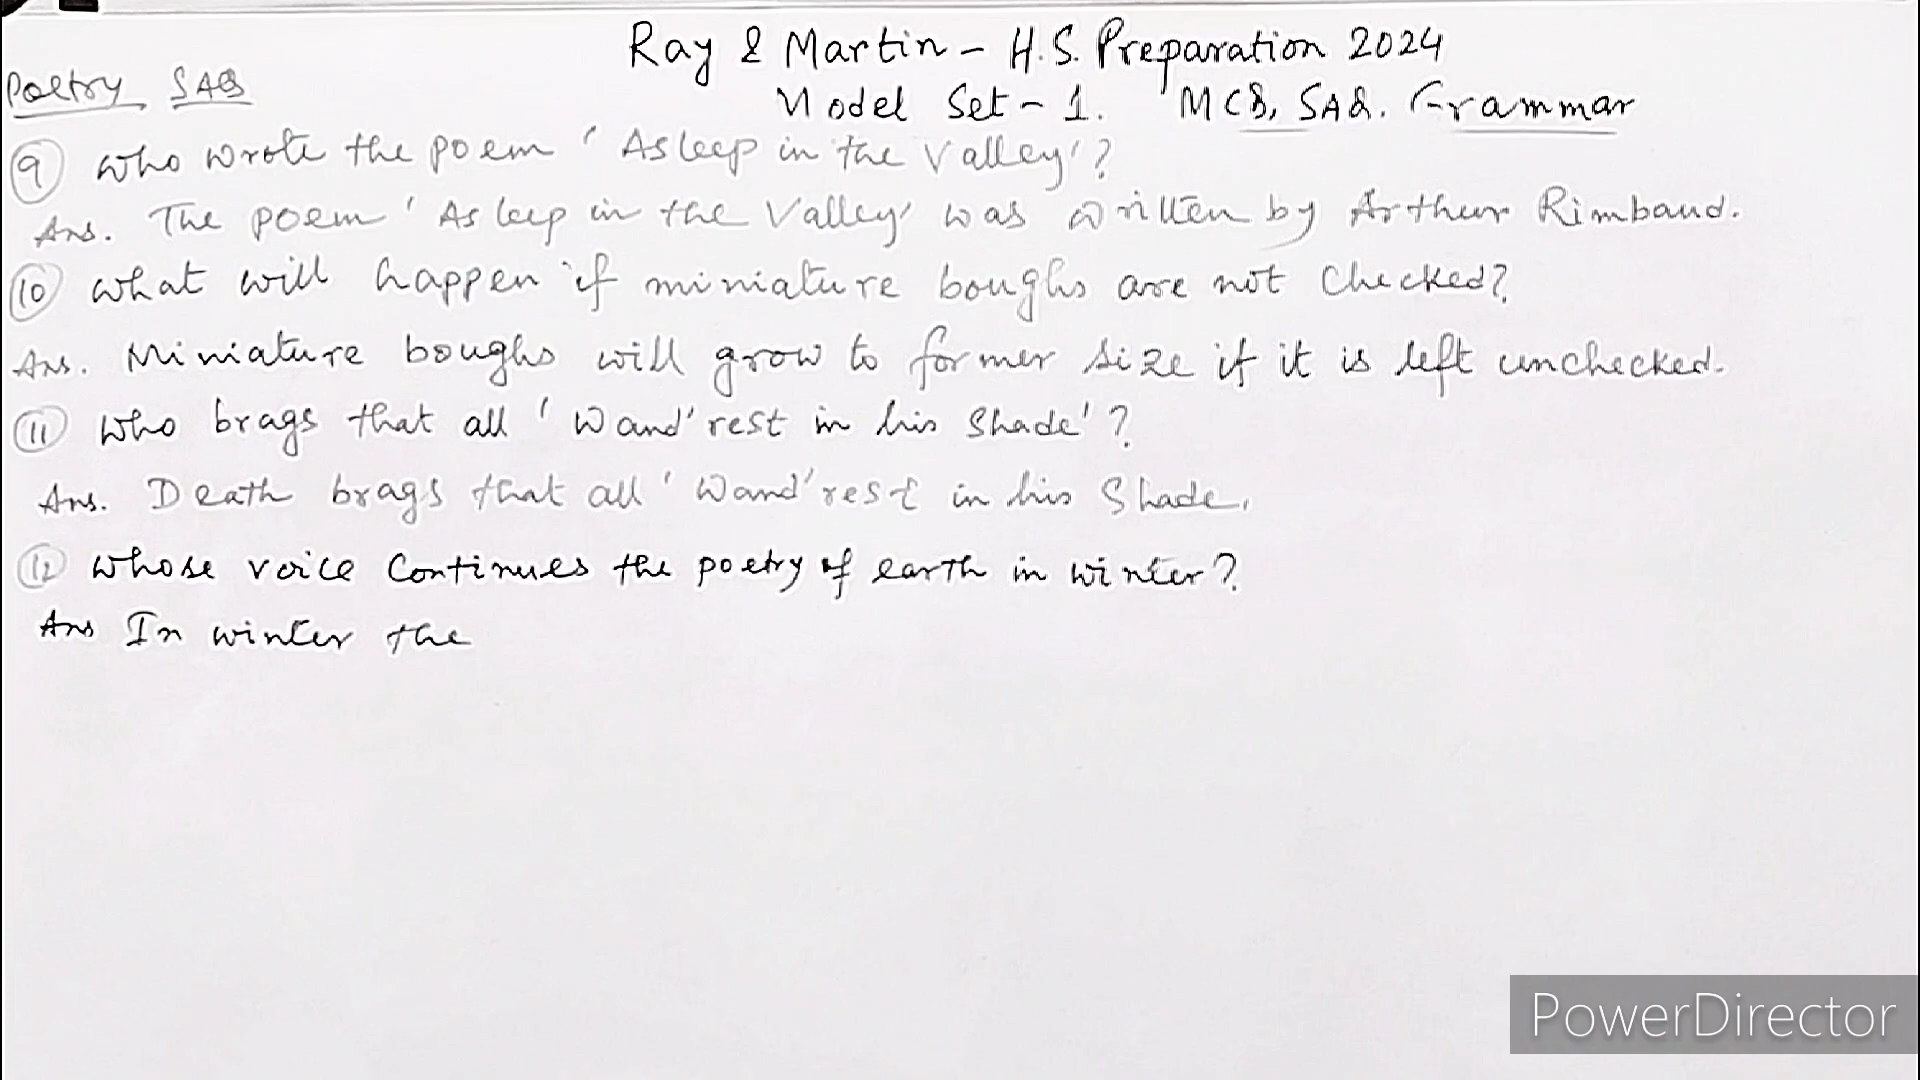 Ray & Martin - H.S. Preparation 2024
Poetry SAQ
Model Set - 1. MCQ, SAQ. Grammar
9 Who wrote the poem 'Asleep in the Valley'?
Ans. The poem 'Asleep in the Valley' was written by Arthur Rimbaud.
10 What will happen if miniature boughs are not checked?
Ans. Miniature boughs will grow to former size if it is left unchecked.
11 Who brags that all 'Wand'rest in his shade'?
Ans. Death brags that all 'Wand'rest in his Shade.
12 Whose voice continues the poetry of earth in winter?
Ans In winter the
PowerDirector